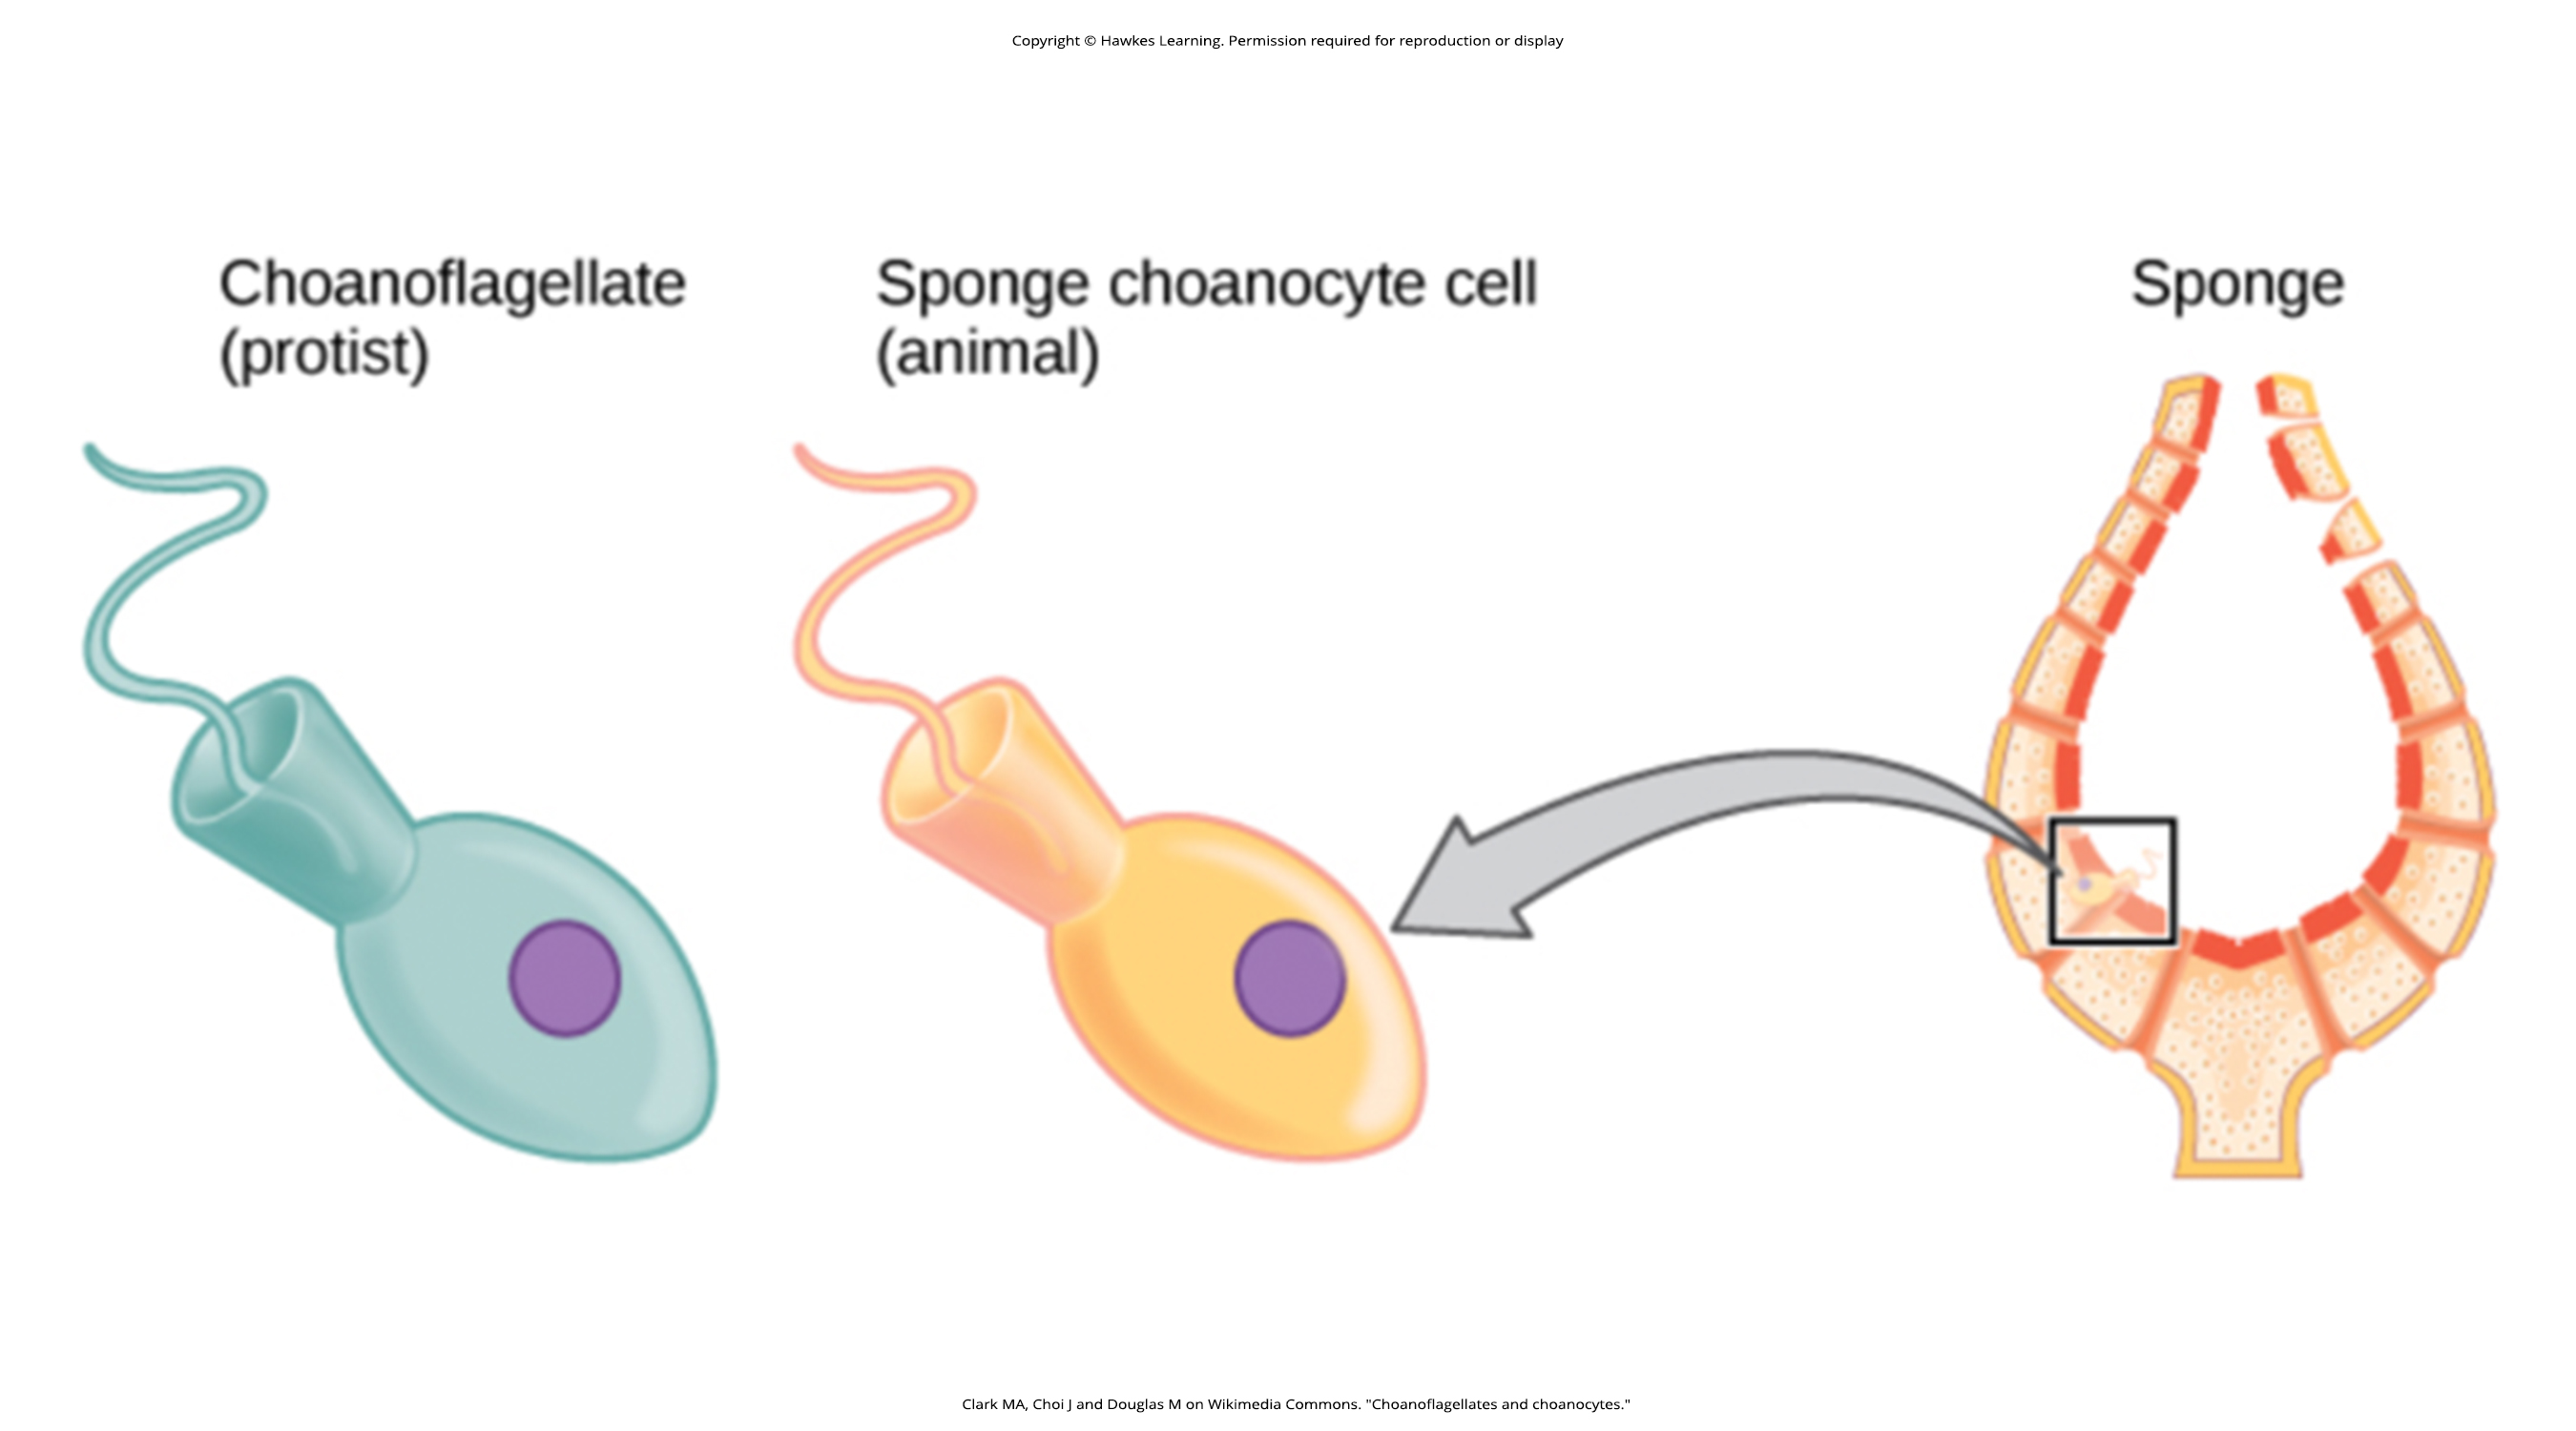 Copyright © Hawkes Learning. Permission required for reproduction or display
Choanoflagellate
(protist)
Sponge choanocyte cell
(animal)
Sponge
Clark MA, Choi J and Douglas M on Wikimedia Commons. "Choanoflagellates and choanocytes."